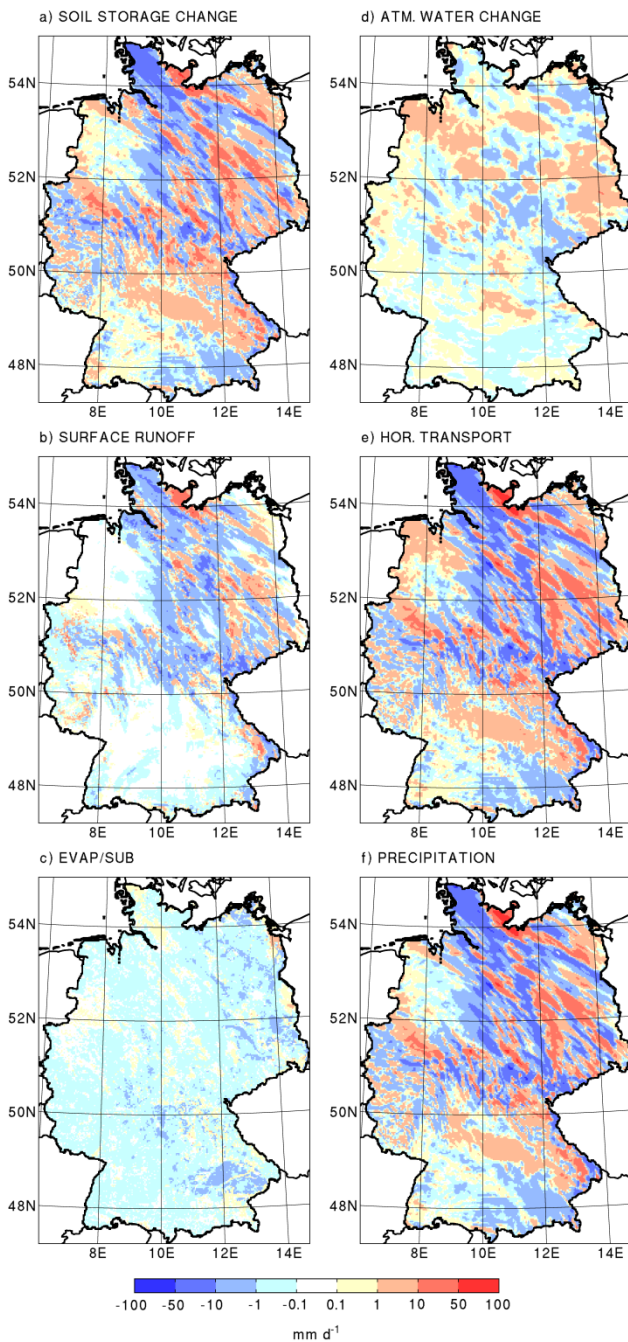 a) SOIL STORAGE CHANGE
d) ATM. WATER CHANGE
54N
54N
52N
52N
50N
50N
48N
48N
8E 10E 12E 14E
8E 10E 12E 14E
b) SURFACE RUNOFF
e) HOR. TRANSPORT
54N
54N
52N
52N
50N
50N
48N
48N
8E 10E 12E 14E
8E 10E 12E 14E
c) EVAP/SUB
f) PRECIPITATION
54N
54N
52N
52N
50N
50N
48N
48N
8E 10E 12E 14E
8E 10E 12E 14E
-100 -50 -10 -1 -0.1 0.1 1 10 50 100
mm d⁻¹